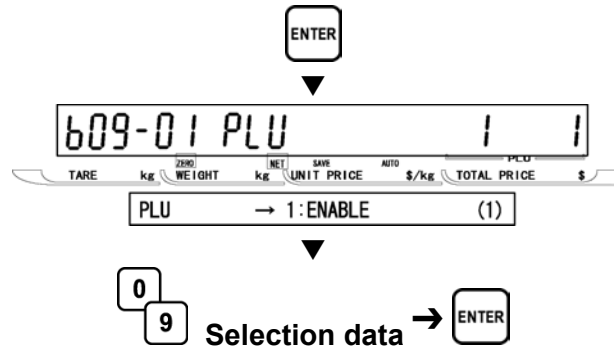 ENTER
b09-01 PLU 1 1
ZERO NET SAVE AUTO PLU
TARE kg WEIGHT kg UNIT PRICE $/kg TOTAL PRICE $
PLU → 1:ENABLE (1)
0
9 Selection data → ENTER